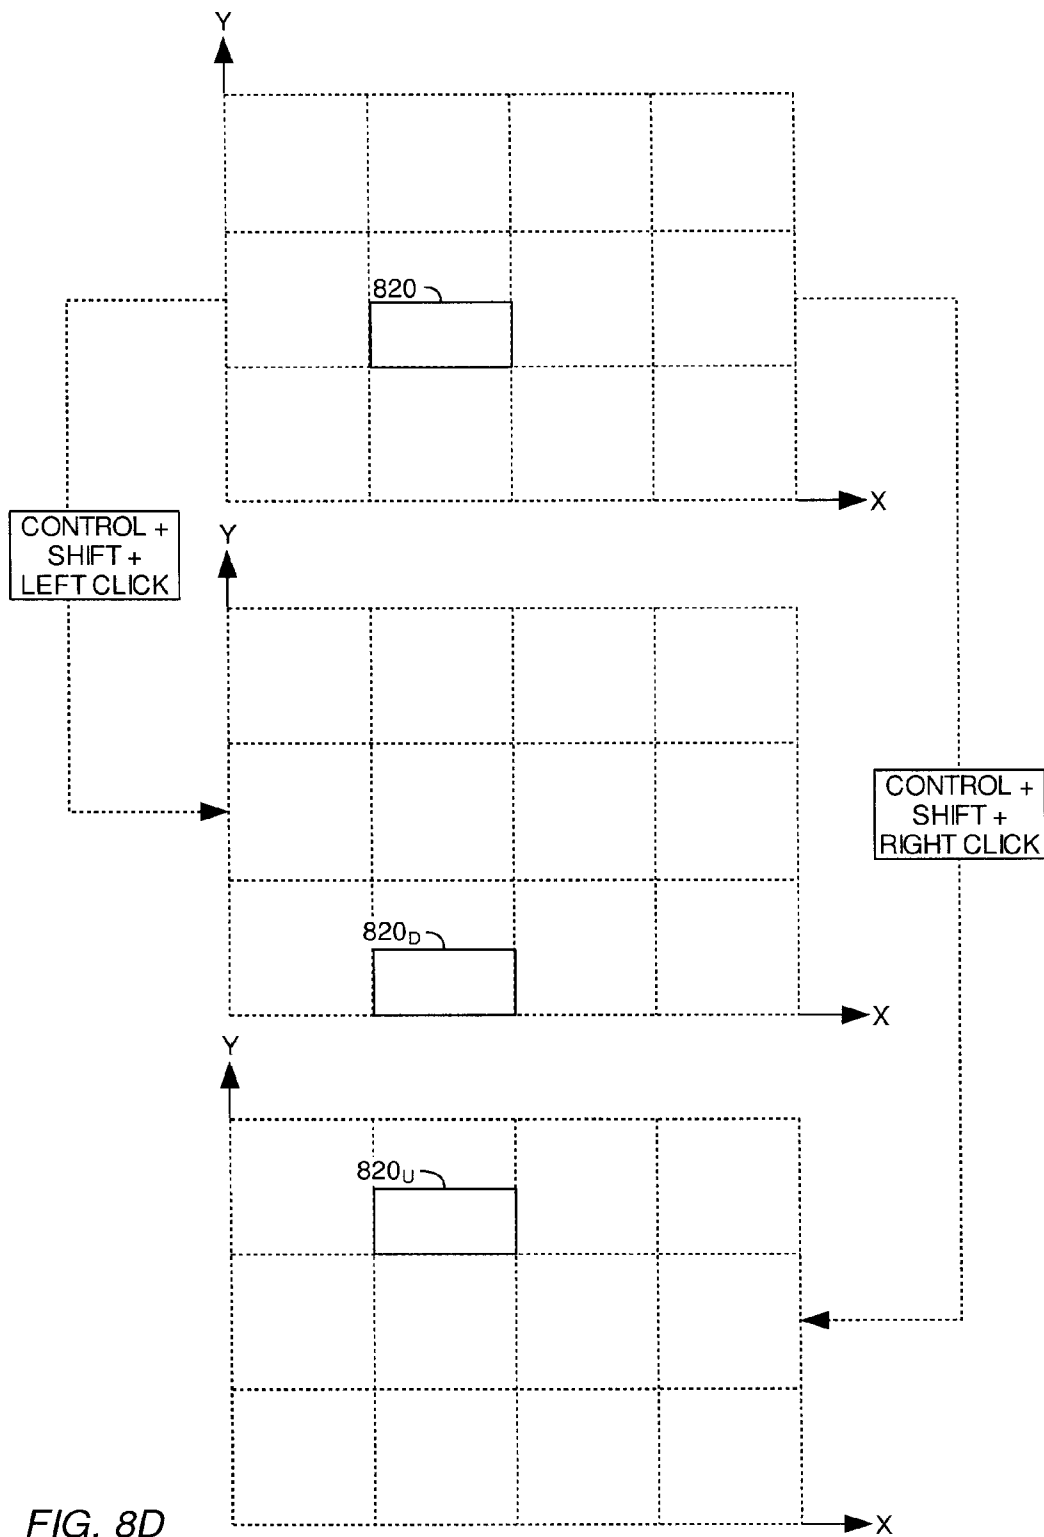 Y
820
X
CONTROL +
SHIFT +
LEFT CLICK
Y
CONTROL +
SHIFT +
RIGHT CLICK
820D
X
Y
820U
X
FIG. 8D